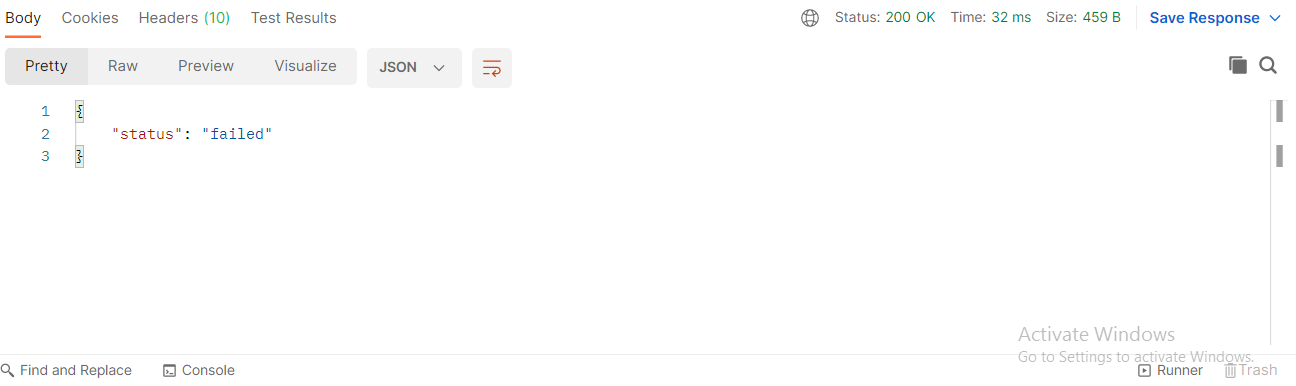 Body Cookies Headers (10) Test Results Status: 200 OK Time: 32 ms Size: 459 B Save Response
Pretty Raw Preview Visualize JSON
1 {
2 "status": "failed"
3 }
Activate Windows
Go to Settings to activate Windows.
Find and Replace Console Runner Trash